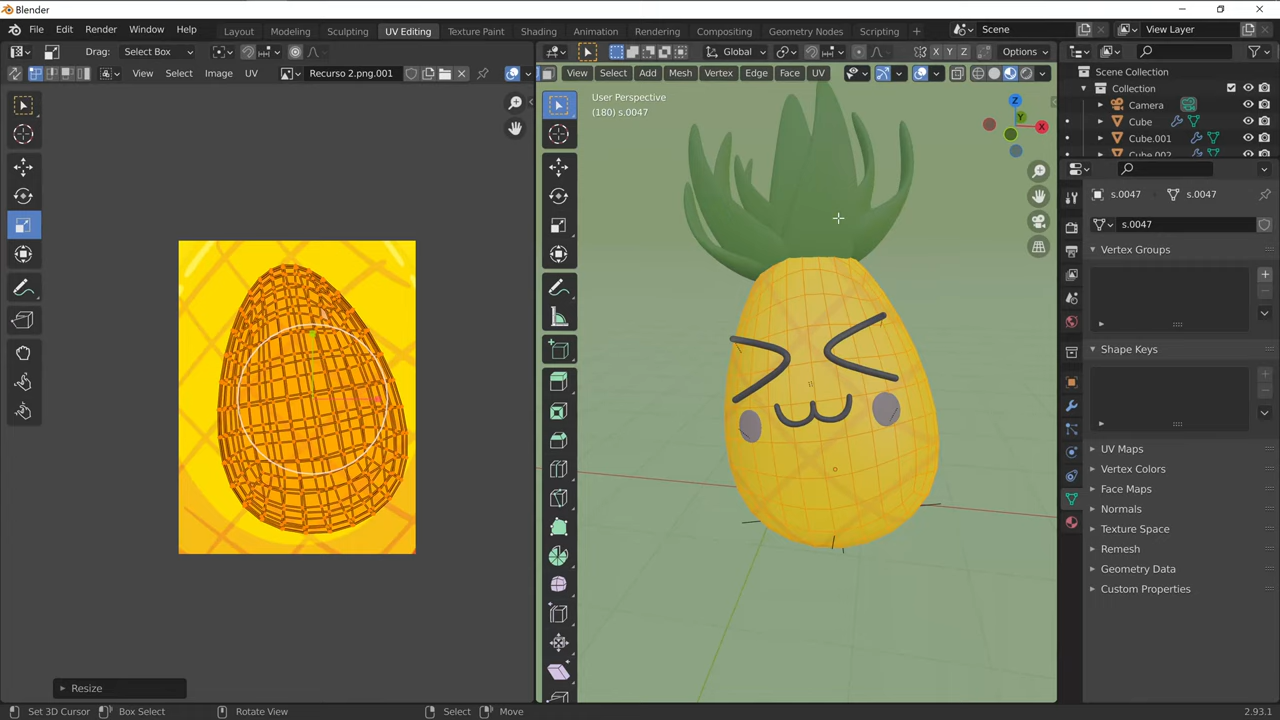 Blender
File Edit Render Window Help
Layout Modeling Sculpting UV Editing Texture Paint Shading Animation Rendering Compositing Geometry Nodes Scripting
Scene
View Layer
Drag: Select Box
Global
Options
View Select Image UV
Recurso 2.png.001
View Select Add Mesh Vertex Edge Face UV
X Y Z
User Perspective
(180) s.0047
Z
Y
X
Scene Collection
Collection
Camera
Cube
Cube.001
Cube.002
s.0047
s.0047
s.0047
Vertex Groups
Shape Keys
UV Maps
Vertex Colors
Face Maps
Normals
Texture Space
Remesh
Geometry Data
Custom Properties
Resize
Set 3D Cursor Box Select Rotate View Select Move 2.93.1